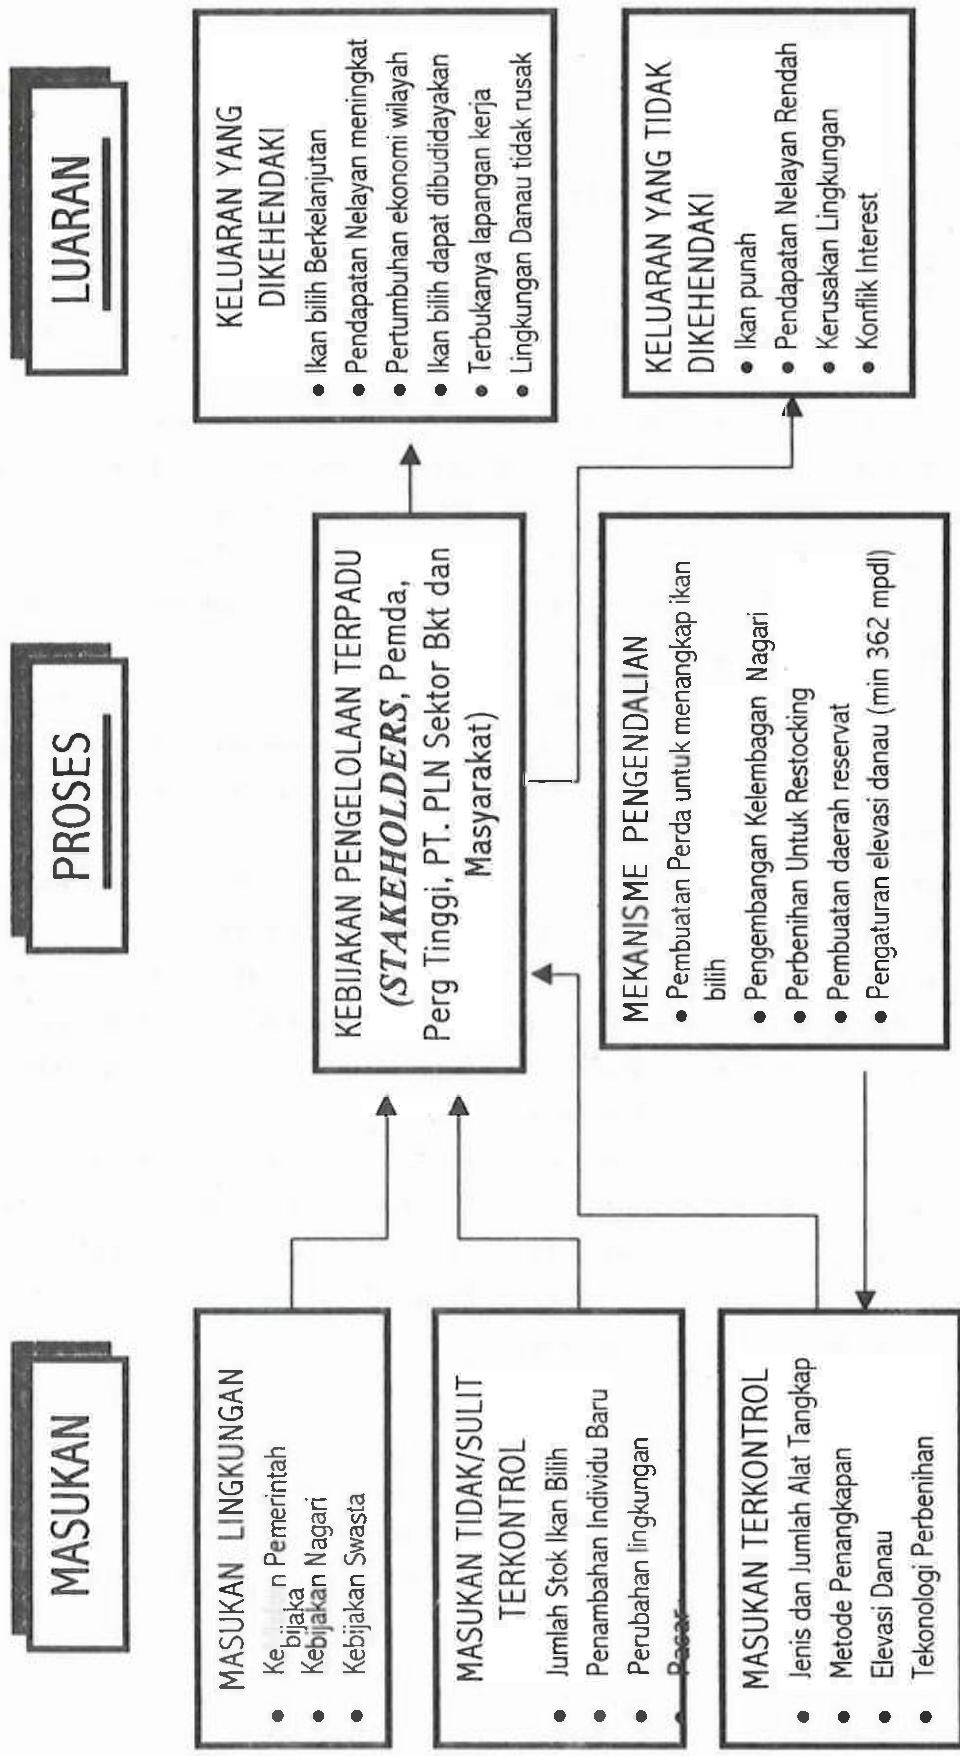 MASUKAN
PROSES
LUARAN
MASUKAN LINGKUNGAN
• Kebijakan Pemerintah
• Kebijakan Nagari
• Kebijakan Swasta
MASUKAN TIDAK/SULIT
TERKONTROL
• Jumlah Stok Ikan Bilih
• Penambahan Individu Baru
• Perubahan lingkungan
• Pasar
MASUKAN TERKONTROL
• Jenis dan Jumlah Alat Tangkap
• Metode Penangkapan
• Elevasi Danau
• Tekonologi Perbenihan
KEBIJAKAN PENGELOLAAN TERPADU
(STAKEHOLDERS, Pemda,
Perg Tinggi, PT. PLN Sektor Bkt dan
Masyarakat)
MEKANISME PENGENDALIAN
• Pembuatan Perda untuk menangkap ikan
bilih
• Pengembangan Kelembagan Nagari
• Perbenihan Untuk Restocking
• Pembuatan daerah reservat
• Pengaturan elevasi danau (min 362 mpdl)
KELUARAN YANG
DIKEHENDAKI
• Ikan bilih Berkelanjutan
• Pendapatan Nelayan meningkat
• Pertumbuhan ekonomi wilayah
• Ikan bilih dapat dibudidayakan
• Terbukanya lapangan kerja
• Lingkungan Danau tidak rusak
KELUARAN YANG TIDAK
DIKEHENDAKI
• Ikan punah
• Pendapatan Nelayan Rendah
• Kerusakan Lingkungan
• Konflik Interest